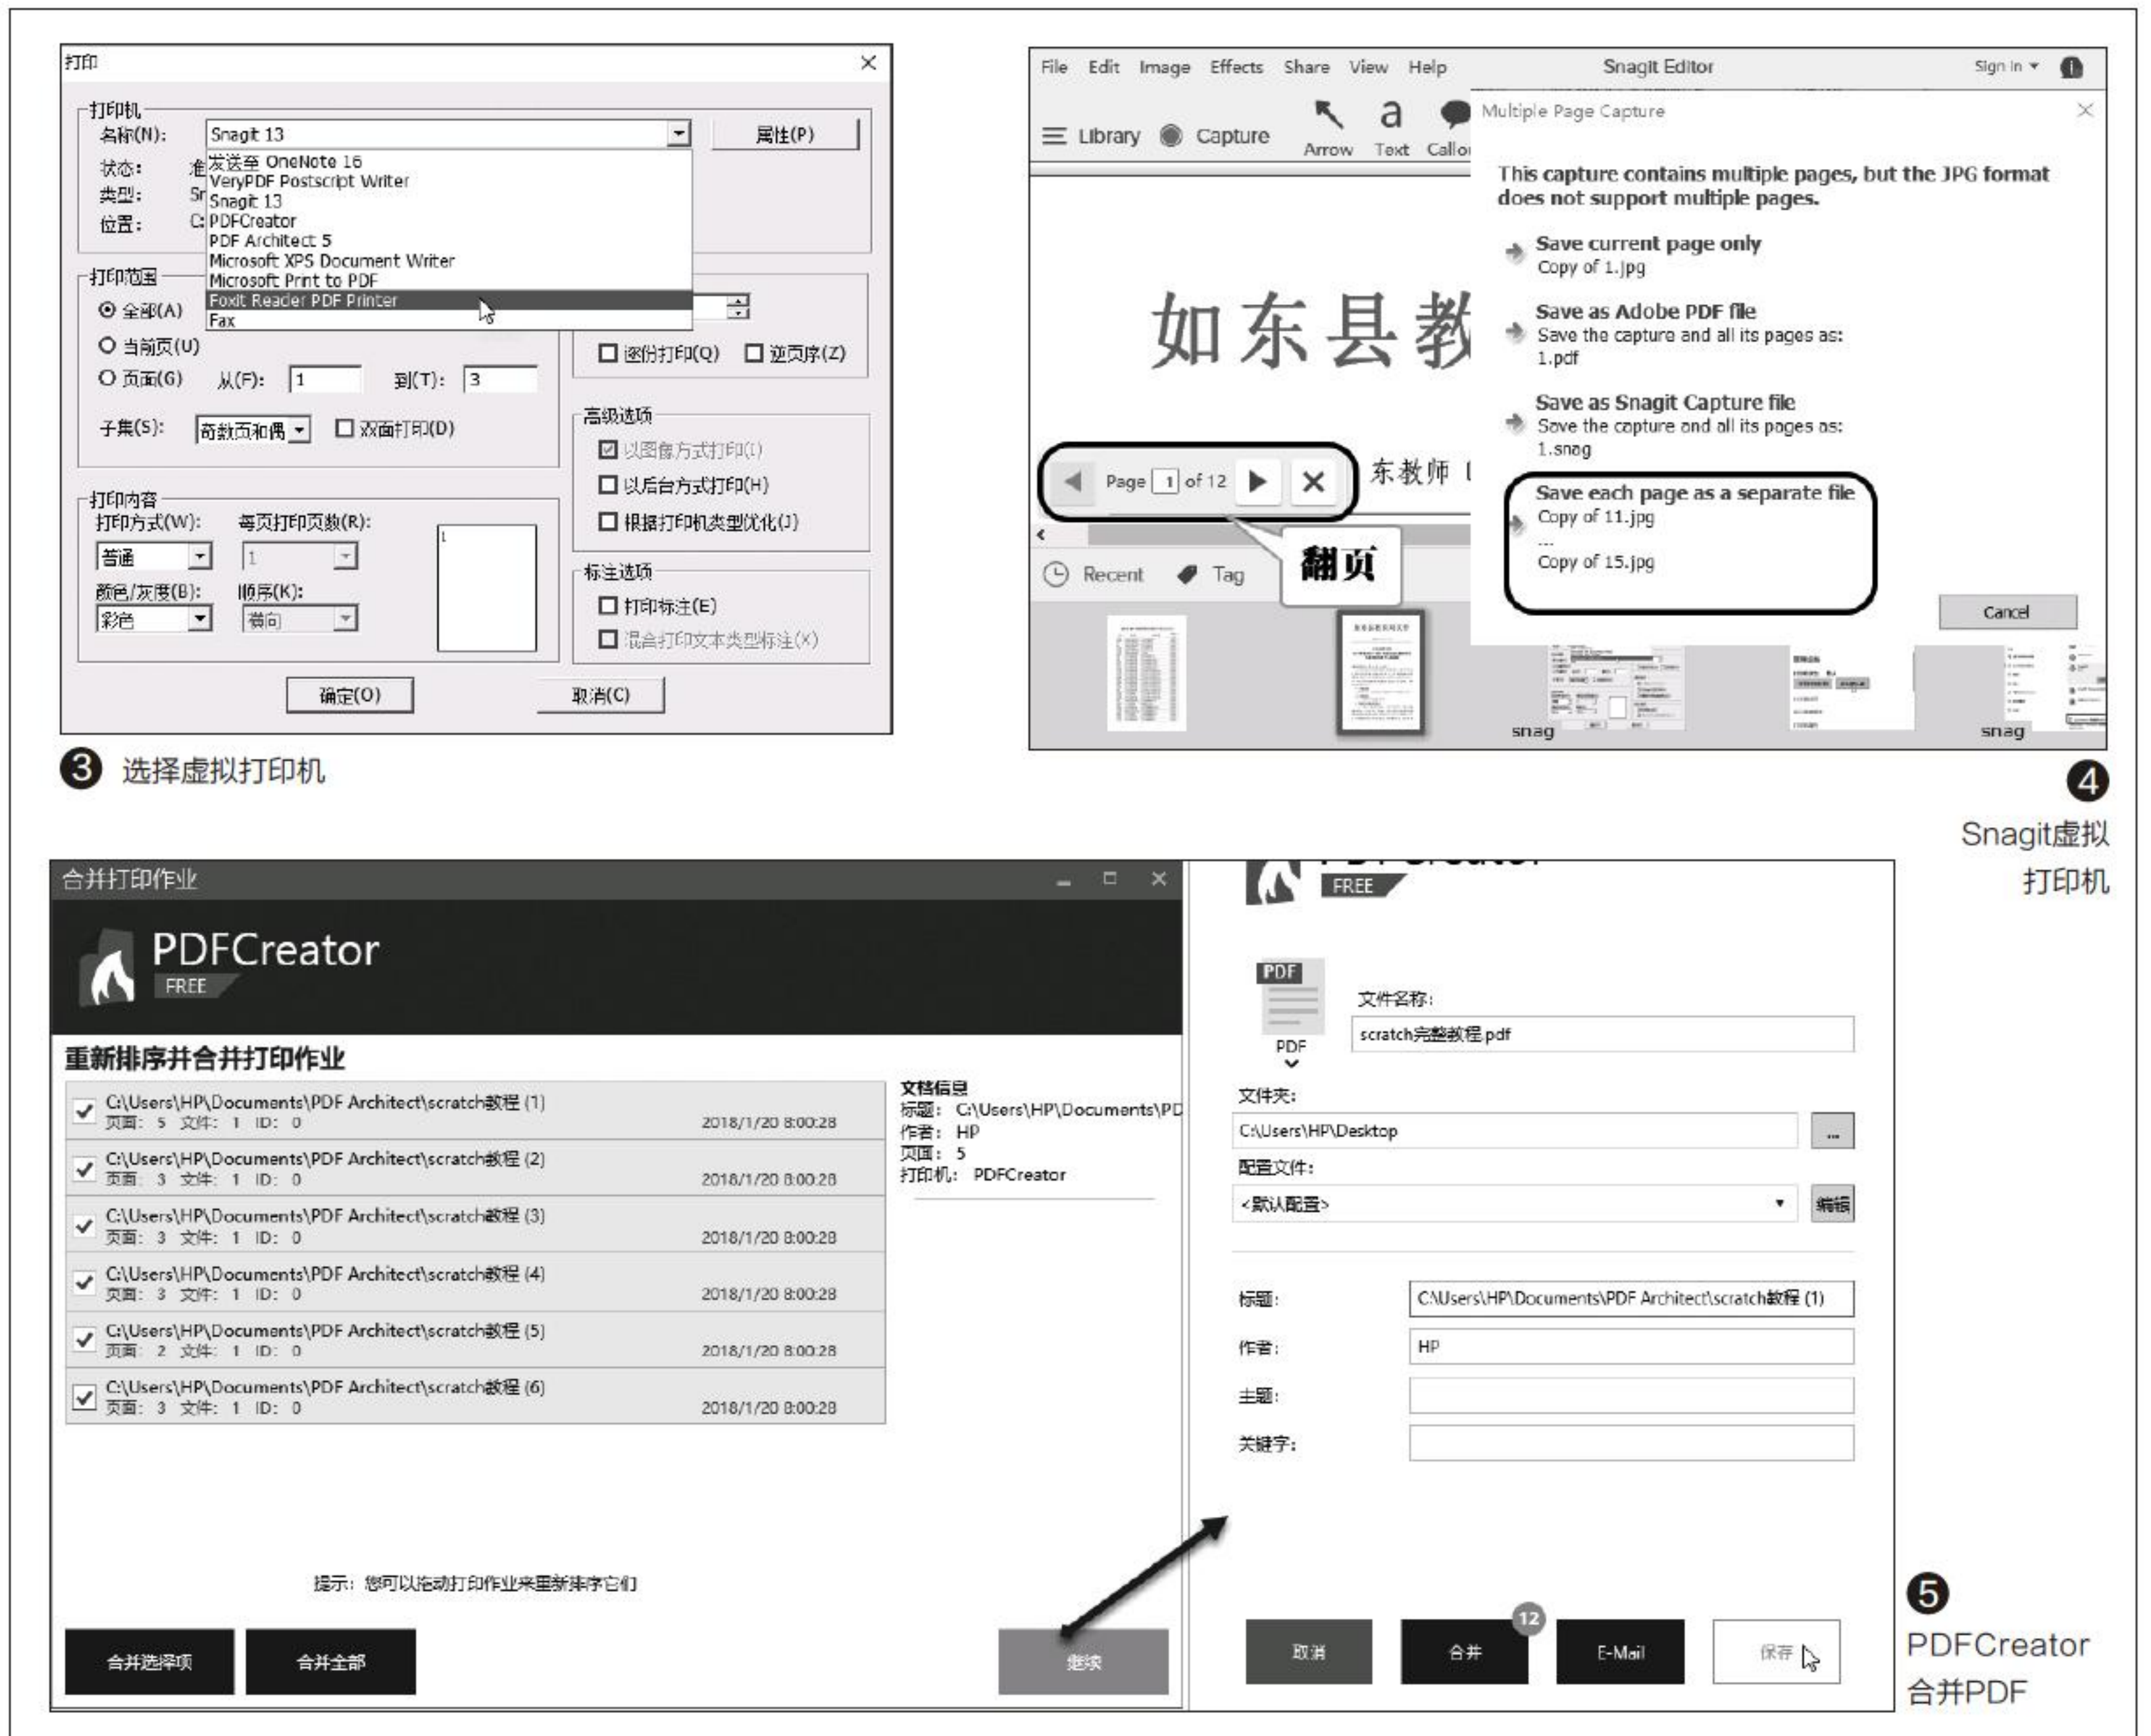 打印
打印机
名称(N): Snagit 13 属性(P)
状态: 准
类型: Sn
位置: C:
发送至 OneNote 16
VeryPDF Postscript Writer
Snagit 13
PDFCreator
PDF Architect 5
Microsoft XPS Document Writer
Microsoft Print to PDF
Foxit Reader PDF Printer
Fax
打印范围
全部(A)
当前页(U)
页面(G) 从(F): 1 到(T): 3
子集(S): 奇数页和偶 双面打印(D)
逐份打印(Q) 逆页序(Z)
高级选项
以图像方式打印(I)
以后台方式打印(H)
根据打印机类型优化(J)
打印内容
打印方式(W): 每页打印页数(R):
普通 1
颜色/灰度(B): 顺序(K):
彩色 横向
1
标注选项
打印标注(E)
混合打印文本类型标注(X)
确定(O) 取消(C)
❸ 选择虚拟打印机
File Edit Image Effects Share View Help Snagit Editor Sign in
Library Capture
Arrow Text Callo
如东县教
东教师
Page 1 of 12
翻页
Recent Tag
snag snag
Multiple Page Capture
This capture contains multiple pages, but the JPG format
does not support multiple pages.
Save current page only
Copy of 1.jpg
Save as Adobe PDF file
Save the capture and all its pages as:
1.pdf
Save as Snagit Capture file
Save the capture and all its pages as:
1.snag
Save each page as a separate file
Copy of 11.jpg
...
Copy of 15.jpg
Cancel
❹
Snagit虚拟
打印机
合并打印作业
PDFCreator
FREE
重新排序并合并打印作业
C:\Users\HP\Documents\PDF Architect\scratch教程 (1)
页面: 5 文件: 1 ID: 0 2018/1/20 8:00:28
C:\Users\HP\Documents\PDF Architect\scratch教程 (2)
页面: 3 文件: 1 ID: 0 2018/1/20 8:00:28
C:\Users\HP\Documents\PDF Architect\scratch教程 (3)
页面: 3 文件: 1 ID: 0 2018/1/20 8:00:28
C:\Users\HP\Documents\PDF Architect\scratch教程 (4)
页面: 3 文件: 1 ID: 0 2018/1/20 8:00:28
C:\Users\HP\Documents\PDF Architect\scratch教程 (5)
页面: 2 文件: 1 ID: 0 2018/1/20 8:00:28
C:\Users\HP\Documents\PDF Architect\scratch教程 (6)
页面: 3 文件: 1 ID: 0 2018/1/20 8:00:28
文档信息
标题: C:\Users\HP\Documents\PD
作者: HP
页面: 5
打印机: PDFCreator
提示: 您可以拖动打印作业来重新排序它们
合并选择项 合并全部 继续
FREE
PDF
PDF
文件名称:
scratch完整教程.pdf
文件夹:
C:\Users\HP\Desktop ...
配置文件:
<默认配置> 编辑
标题: C:\Users\HP\Documents\PDF Architect\scratch教程 (1)
作者: HP
主题:
关键字:
取消 合并 12 E-Mail 保存
❺
PDFCreator
合并PDF